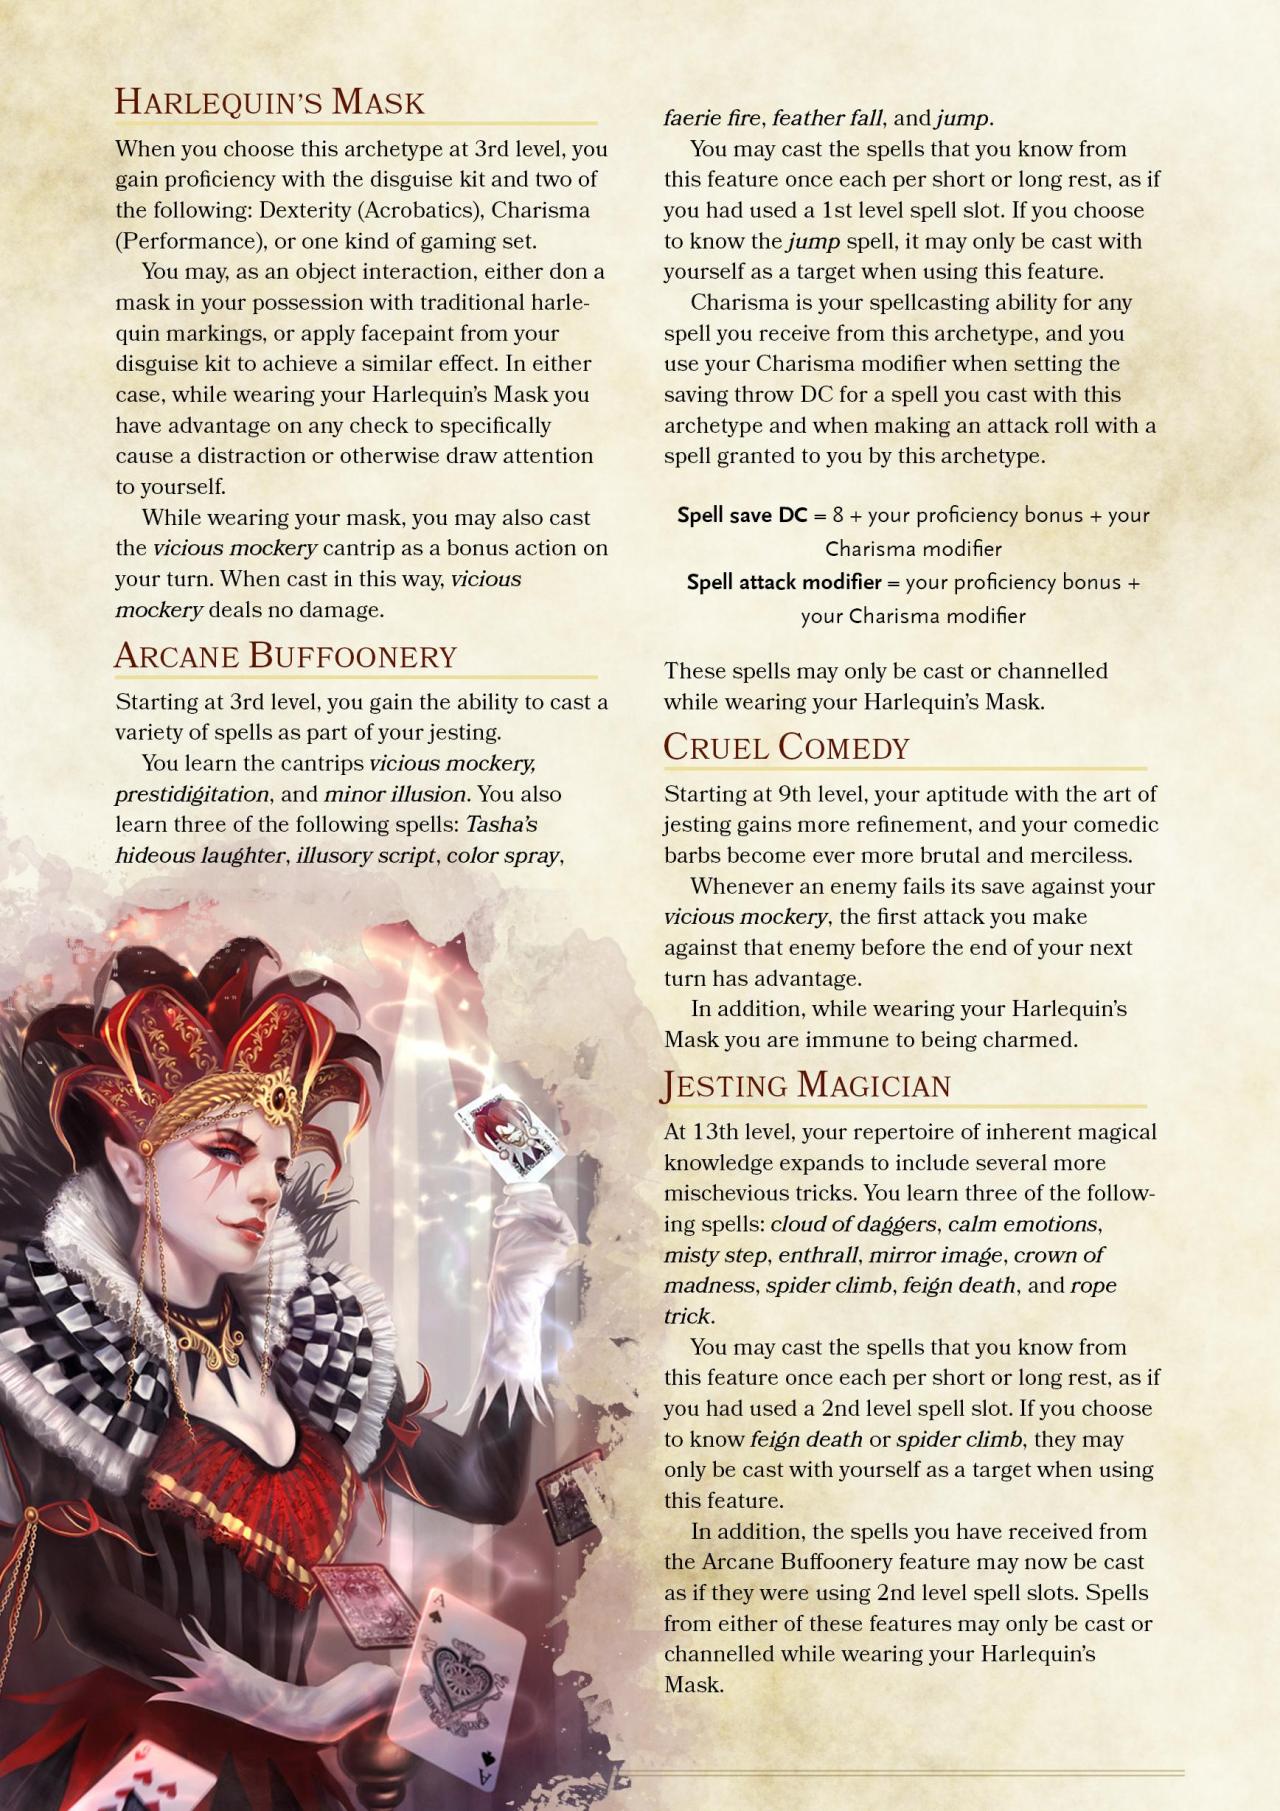 HARLEQUIN'S MASK
When you choose this archetype at 3rd level, you
gain proficiency with the disguise kit and two of
the following: Dexterity (Acrobatics), Charisma
(Performance), or one kind of gaming set.
You may, as an object interaction, either don a
mask in your possession with traditional harle-
quin markings, or apply facepaint from your
disguise kit to achieve a similar effect. In either
case, while wearing your Harlequin's Mask you
have advantage on any check to specifically
cause a distraction or otherwise draw attention
to yourself.
While wearing your mask, you may also cast
the vicious mockery cantrip as a bonus action on
your turn. When cast in this way, vicious
mockery deals no damage.
ARCANE BUFFOONERY
Starting at 3rd level, you gain the ability to cast a
variety of spells as part of your jesting.
You learn the cantrips vicious mockery,
prestidigitation, and minor illusion. You also
learn three of the following spells: Tasha's
hideous laughter, illusory script, color spray,
faerie fire, feather fall, and jump.
You may cast the spells that you know from
this feature once each per short or long rest, as if
you had used a 1st level spell slot. If you choose
to know the jump spell, it may only be cast with
yourself as a target when using this feature.
Charisma is your spellcasting ability for any
spell you receive from this archetype, and you
use your Charisma modifier when setting the
saving throw DC for a spell you cast with this
archetype and when making an attack roll with a
spell granted to you by this archetype.
Spell save DC = 8 + your proficiency bonus + your
Charisma modifier
Spell attack modifier = your proficiency bonus +
your Charisma modifier
These spells may only be cast or channelled
while wearing your Harlequin's Mask.
CRUEL COMEDY
Starting at 9th level, your aptitude with the art of
jesting gains more refinement, and your comedic
barbs become ever more brutal and merciless.
Whenever an enemy fails its save against your
vicious mockery, the first attack you make
against that enemy before the end of your next
turn has advantage.
In addition, while wearing your Harlequin's
Mask you are immune to being charmed.
JESTING MAGICIAN
At 13th level, your repertoire of inherent magical
knowledge expands to include several more
mischevious tricks. You learn three of the follow-
ing spells: cloud of daggers, calm emotions,
misty step, enthrall, mirror image, crown of
madness, spider climb, feign death, and rope
trick.
You may cast the spells that you know from
this feature once each per short or long rest, as if
you had used a 2nd level spell slot. If you choose
to know feign death or spider climb, they may
only be cast with yourself as a target when using
this feature.
In addition, the spells you have received from
the Arcane Buffoonery feature may now be cast
as if they were using 2nd level spell slots. Spells
from either of these features may only be cast or
channelled while wearing your Harlequin's
Mask.
A
A